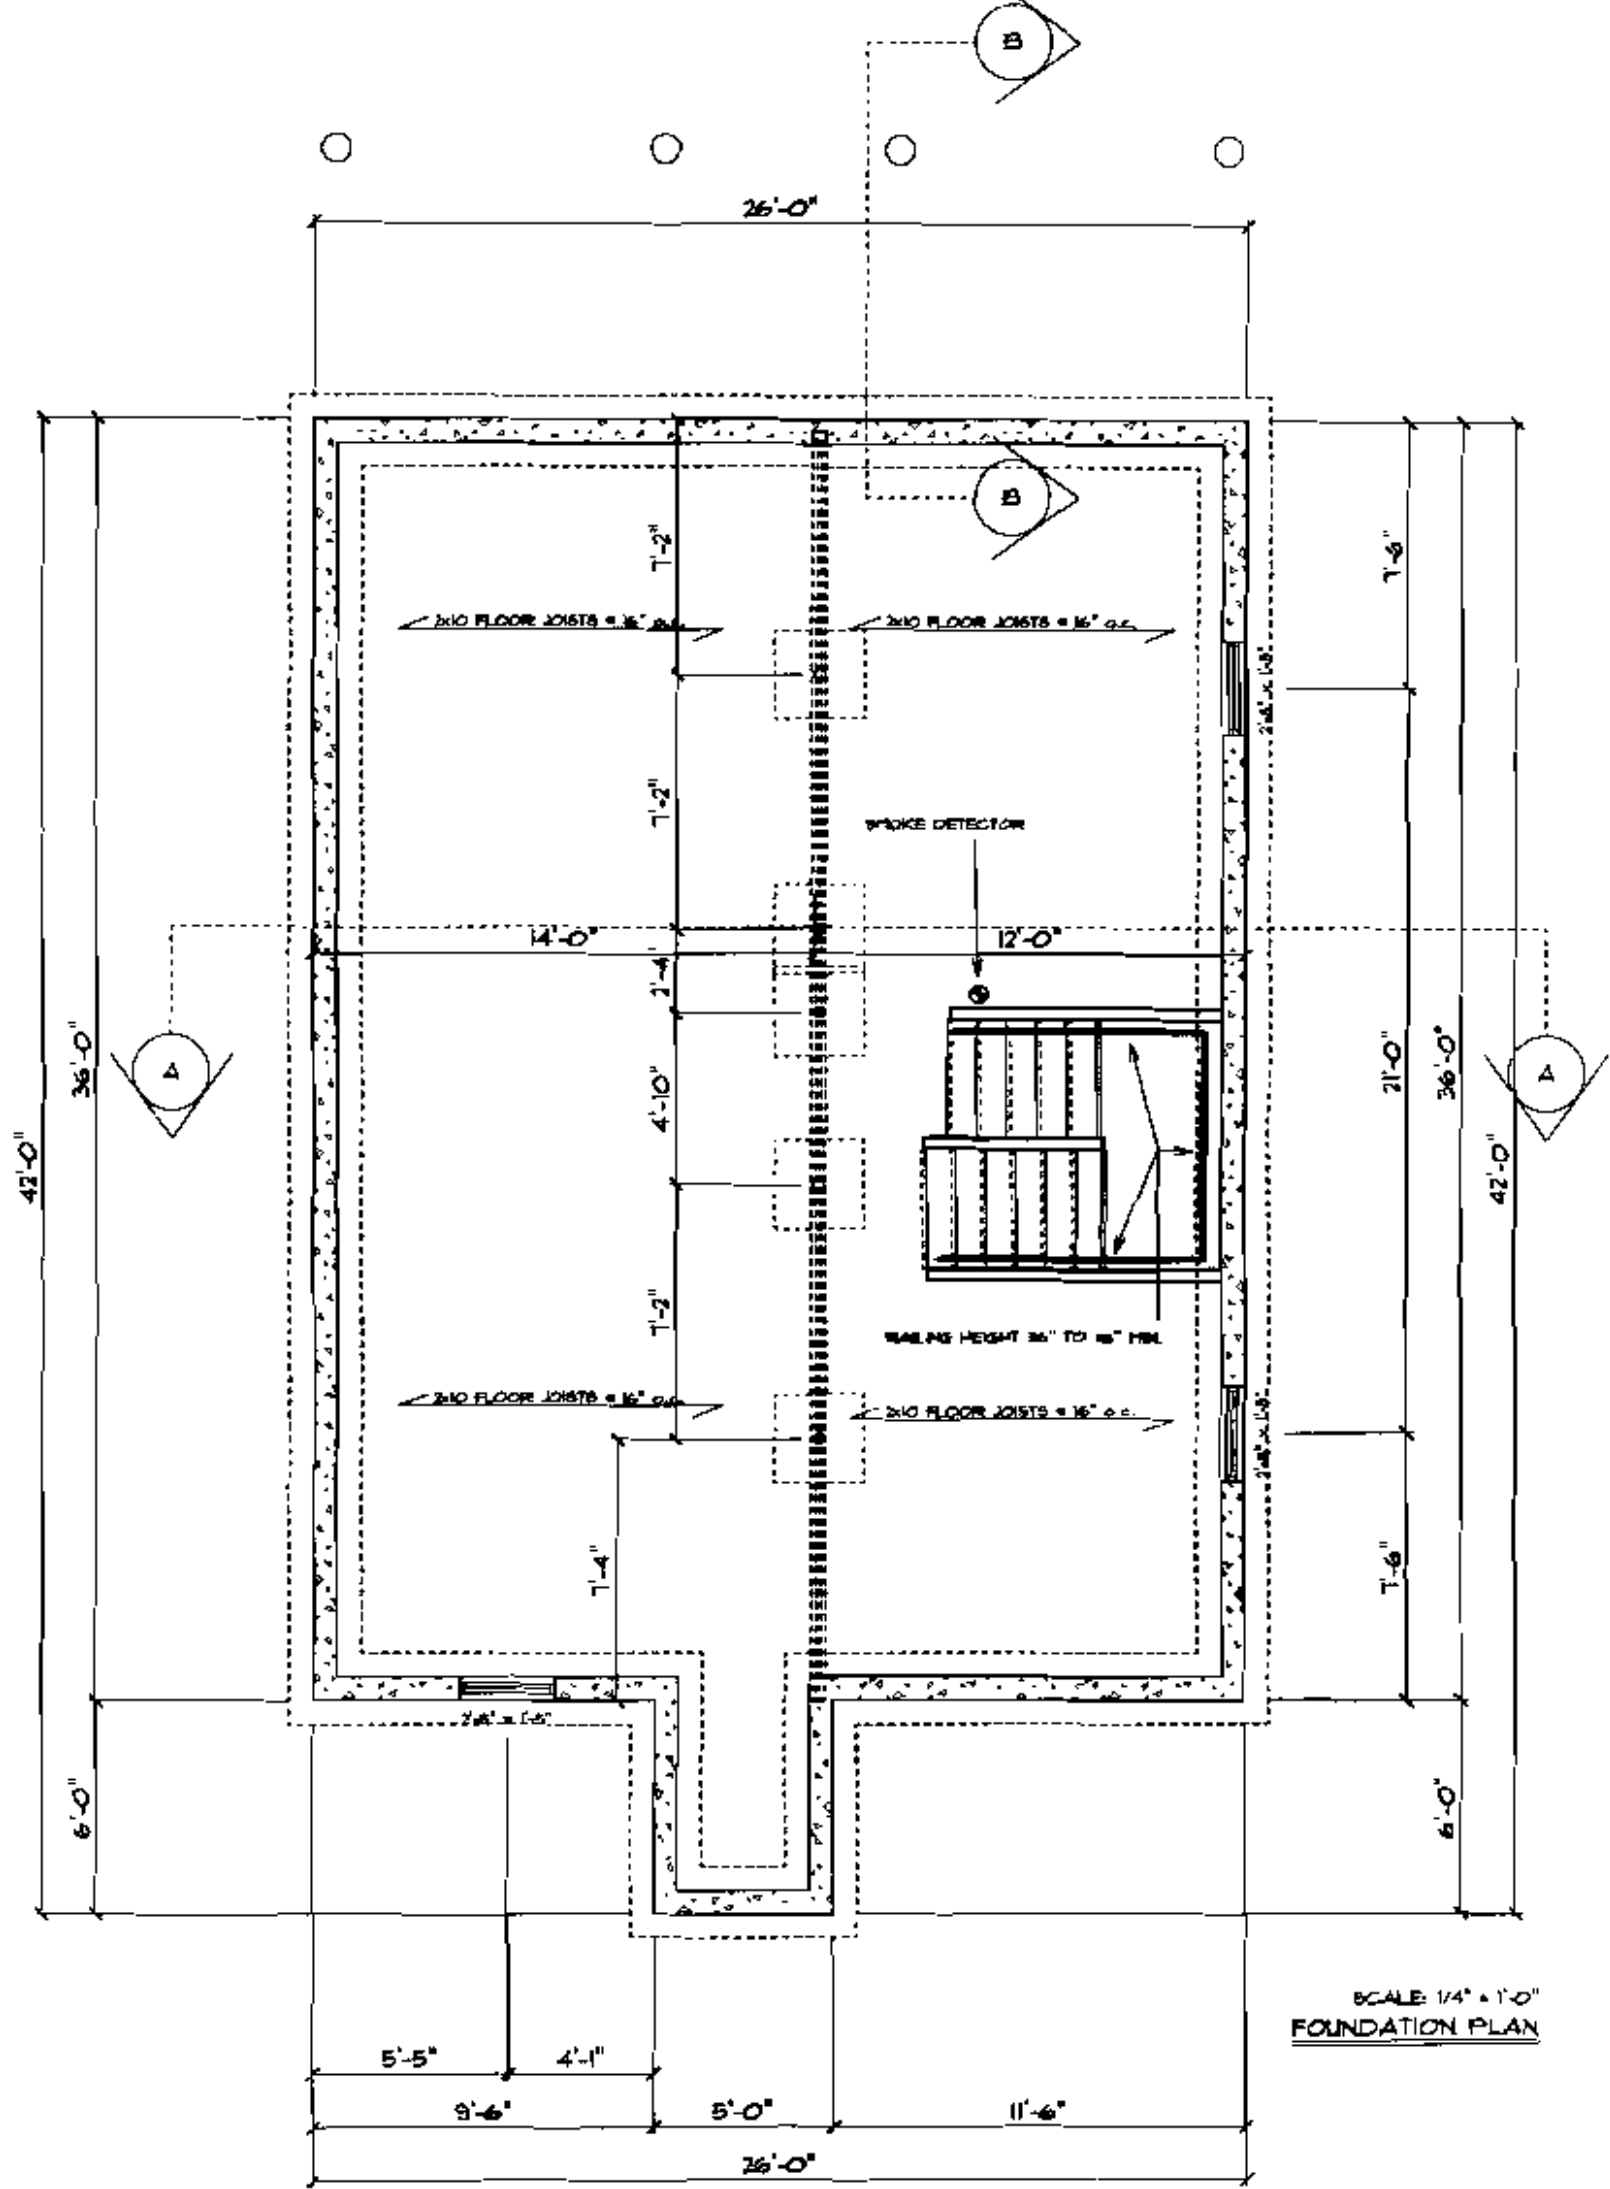 B
26'-0"
B
7'-2"
7'-6"
2x10 FLOOR JOISTS @ 16" o.c.
2x10 FLOOR JOISTS @ 16" o.c.
7'-2"
SMOKE DETECTOR
14'-0"
12'-0"
2'-4"
A
A
36'-0"
21'-0"
36'-0"
4'-10"
42'-0"
42'-0"
7'-2"
RAILING HEIGHT 36" TO
2x10 FLOOR JOISTS @ 16" o.c.
2x10 FLOOR JOISTS @ 16" o.c.
7'-4"
7'-6"
6'-0"
6'-0"
SCALE: 1/4" = 1'-0"
FOUNDATION PLAN
5'-5"
4'-1"
9'-6"
5'-0"
11'-6"
26'-0"